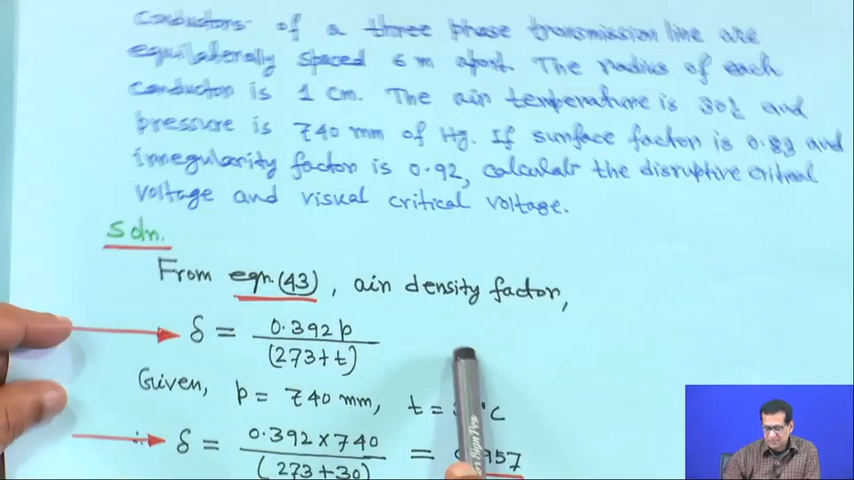 Conductors of a three phase transmission line are
equilaterally spaced 6 m apart. The radius of each
conductor is 1 cm. The air temperature is 30° and
pressure is 740 mm of Hg. If surface factor is 0.83 and
irregularity factor is 0.92, calculate the disruptive critical
voltage and visual critical voltage.
Soln.
From eqn.(43), air density factor,
δ = 0.392 p / (273+t)
Given, p = 740 mm, t = °C
∴ δ = 0.392×740 / (273+30) = 957